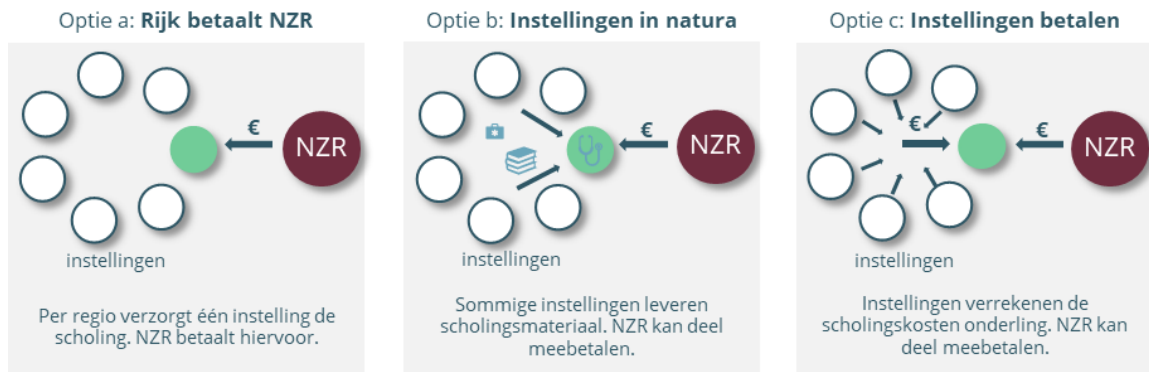 Optie a: Rijk betaalt NZR
€
NZR
instellingen
Per regio verzorgt één instelling de
scholing. NZR betaalt hiervoor.
Optie b: Instellingen in natura
€
NZR
instellingen
Sommige instellingen leveren
scholingsmateriaal. NZR kan deel
meebetalen.
Optie c: Instellingen betalen
€
€
NZR
instellingen
Instellingen verrekenen de
scholingskosten onderling. NZR kan
deel meebetalen.